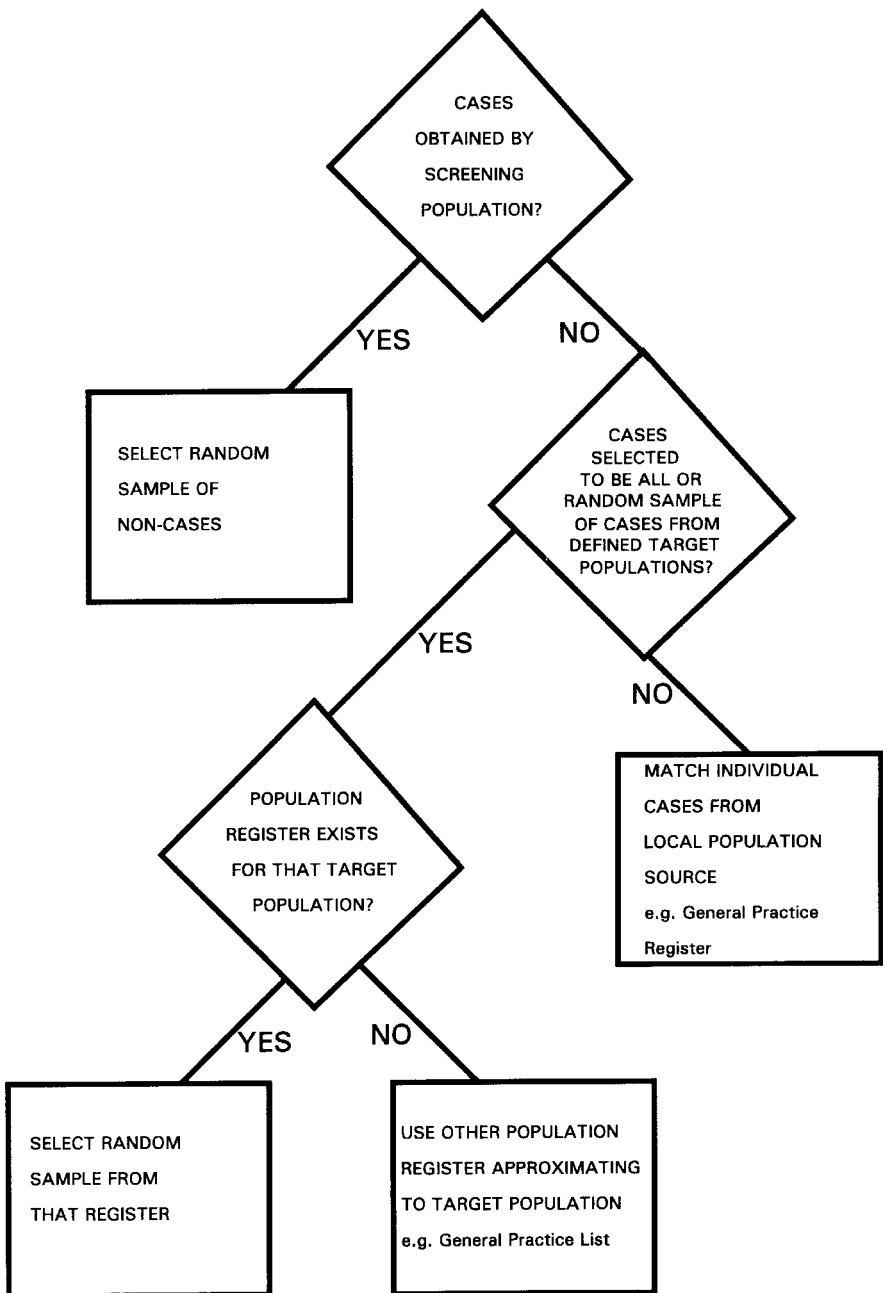 CASES
OBTAINED BY
SCREENING
POPULATION?
YES
NO
SELECT RANDOM
SAMPLE OF
NON-CASES
CASES
SELECTED
TO BE ALL OR
RANDOM SAMPLE
OF CASES FROM
DEFINED TARGET
POPULATIONS?
YES
NO
POPULATION
REGISTER EXISTS
FOR THAT TARGET
POPULATION?
MATCH INDIVIDUAL
CASES FROM
LOCAL POPULATION
SOURCE
e.g. General Practice
Register
YES
NO
SELECT RANDOM
SAMPLE FROM
THAT REGISTER
USE OTHER POPULATION
REGISTER APPROXIMATING
TO TARGET POPULATION
e.g. General Practice List